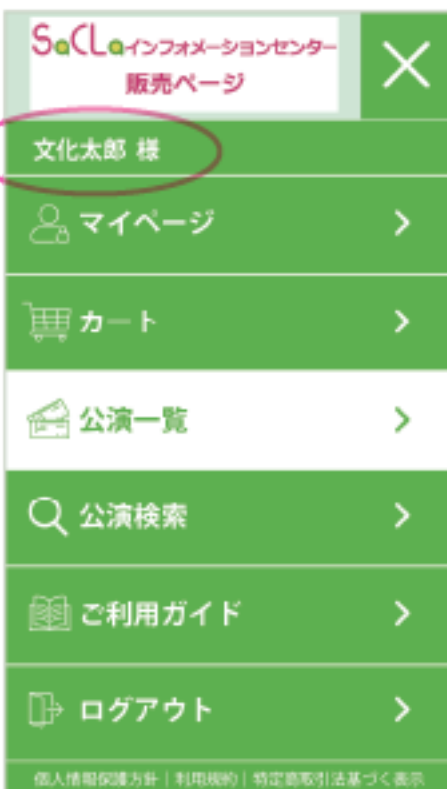 SaCLaインフォメーションセンター
販売ページ
文化太郎 様
マイページ
カート
公演一覧
公演検索
ご利用ガイド
ログアウト
個人情報保護方針｜利用規約｜特定商取引法基づく表示